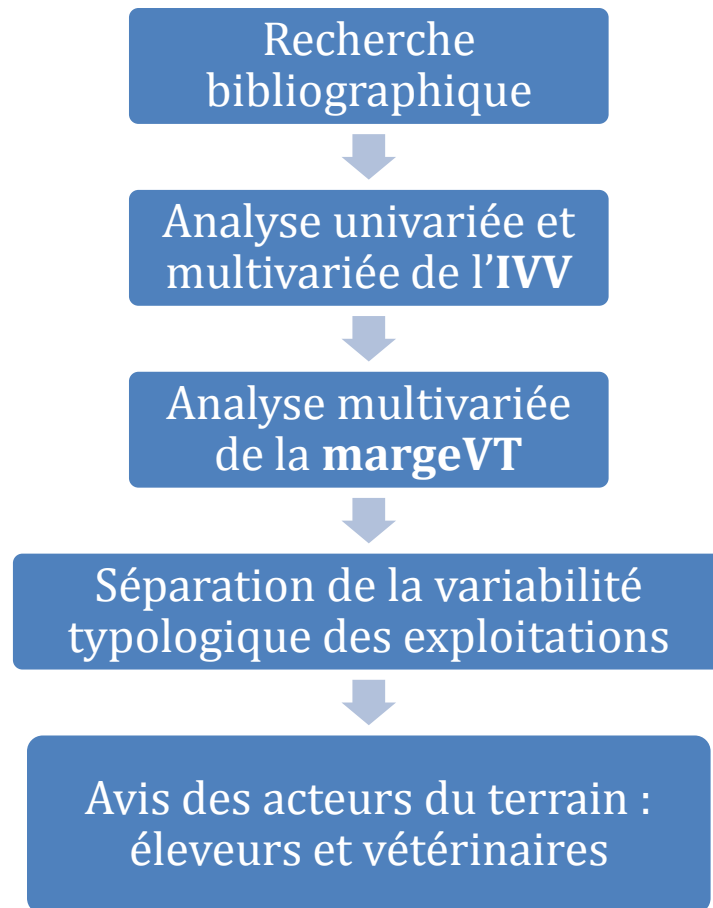 Recherche
bibliographique
Analyse univariée et
multivariée de l'IVV
Analyse multivariée
de la margeVT
Séparation de la variabilité
typologique des exploitations
Avis des acteurs du terrain :
éleveurs et vétérinaires